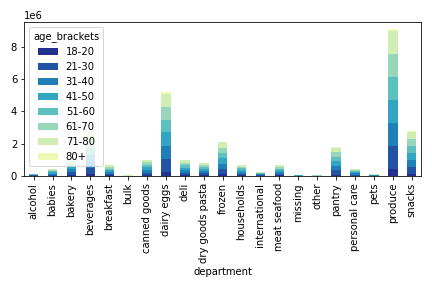 1e6
age_brackets
18-20
21-30
31-40
41-50
51-60
61-70
71-80
80+
8
6
4
2
0
alcohol
babies
bakery
beverages
breakfast
bulk
canned goods
dairy eggs
deli
dry goods pasta
frozen
households
international
meat seafood
missing
other
pantry
personal care
pets
produce
snacks
department